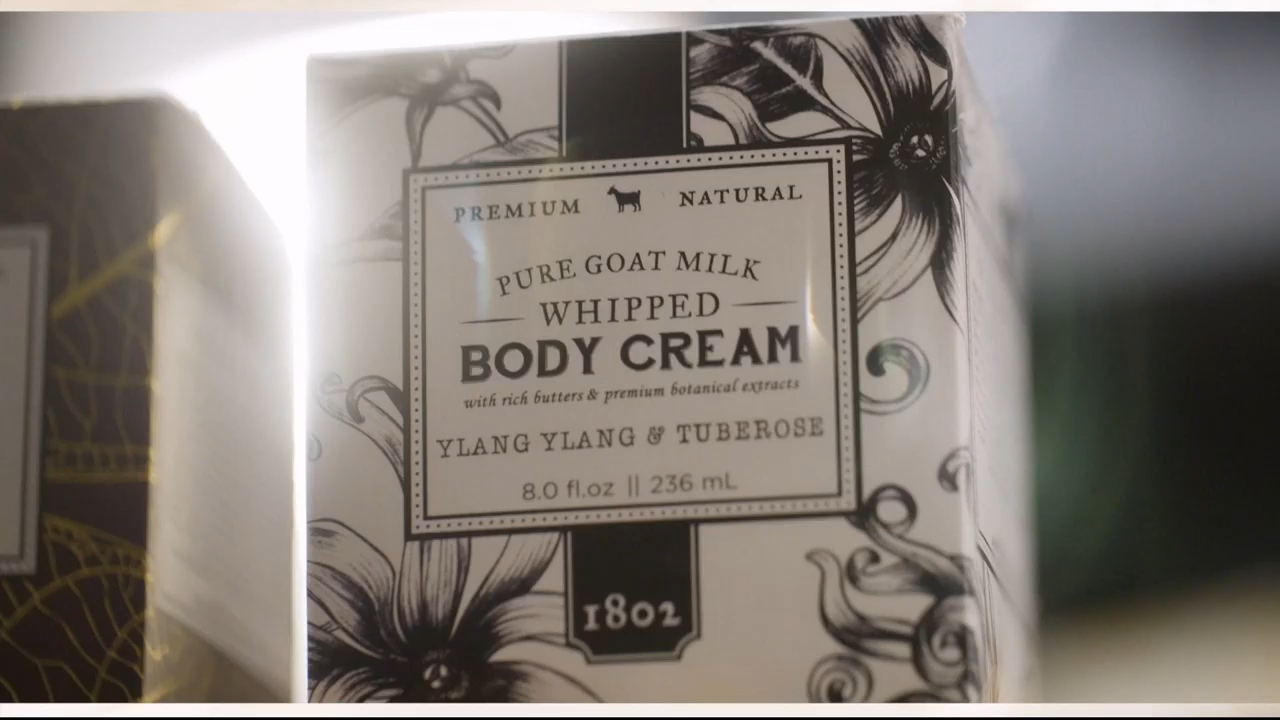 PREMIUM NATURAL
PURE GOAT MILK
WHIPPED
BODY CREAM
with rich butters & premium botanical extracts
YLANG YLANG & TUBEROSE
8.0 fl.oz || 236 mL
1802